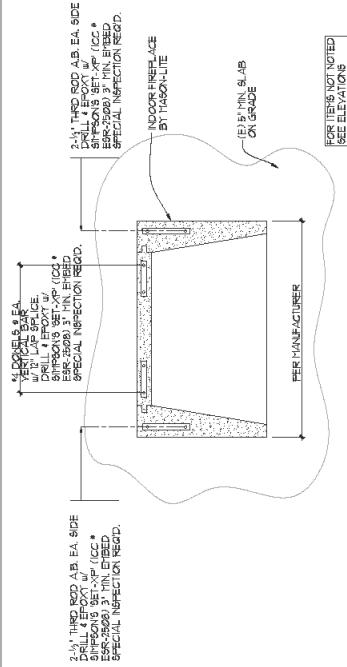 2-½" THRD ROD A.B. EA. SIDE
DRILL & EPOXY W/
SIMPSON'S 'SET-XP' (ICC #
ESR-2508) 3" MIN. EMBED
SPECIAL INSPECTION REQ'D.
#4 DOWELS @ EA.
VERTICAL BAR
W/ 12" LAP SPLICE.
DRILL & EPOXY W/
SIMPSON'S 'SET-XP' (ICC #
ESR-2508) 3" MIN. EMBED
SPECIAL INSPECTION REQ'D.
2-½" THRD ROD A.B. EA. SIDE
DRILL & EPOXY W/
SIMPSON'S 'SET-XP' (ICC #
ESR-2508) 3" MIN. EMBED
SPECIAL INSPECTION REQ'D.
INDOOR FIREPLACE
BY MASON-LITE
(E) 5" MIN. SLAB
ON GRADE
PER MANUFACTURER
FOR ITEMS NOT NOTED
SEE ELEVATIONS